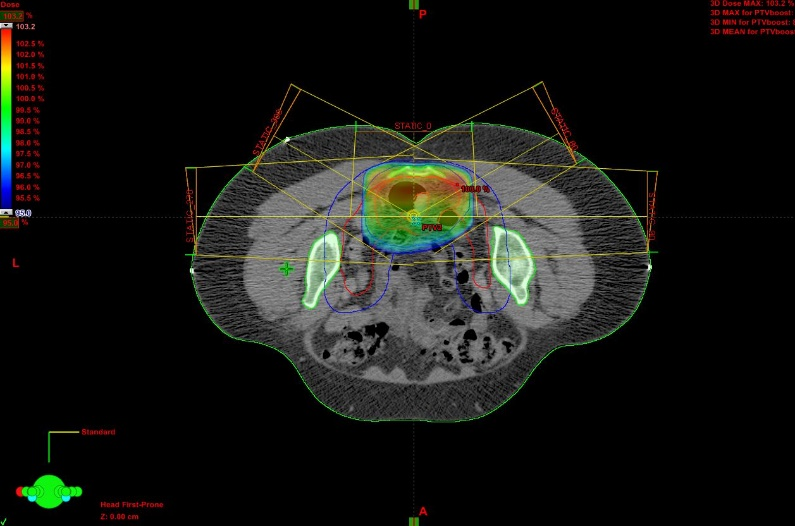 Dose
103.2 %
103.2
102.5 %
102.0 %
101.5 %
101.0 %
100.5 %
100.0 %
99.5 %
99.0 %
98.5 %
98.0 %
97.5 %
97.0 %
96.5 %
96.0 %
95.5 %
95.0
95.0 %
P
3D Dose MAX: 103.2 %
3D MAX for PTVboost:
3D MIN for PTVboost:
3D MEAN for PTVboost
STATIC_0
L
Standard
Head First-Prone
Z: 0.00 cm
A